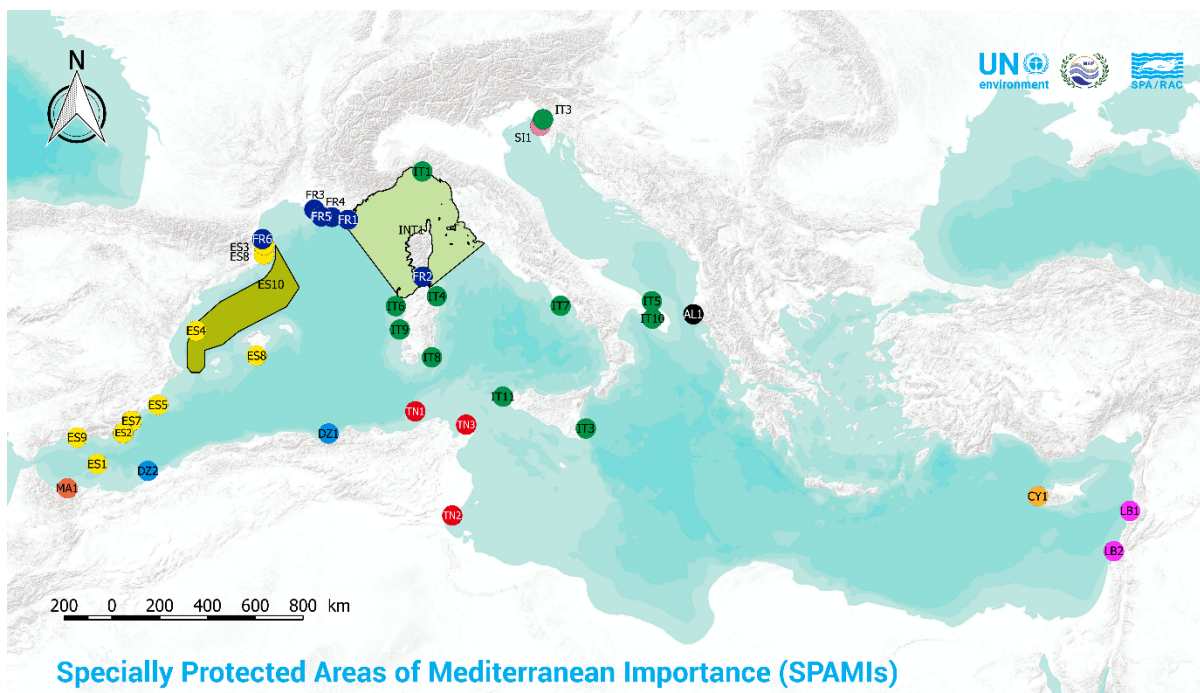 N
UN
environment
MAP
SPA/RAC
IT3
SI1
IT1
FR3
FR4
FR5
FR1
INT1
FR6
ES3
ES8
FR2
ES10
IT4
IT6
IT7
IT5
AL1
IT10
ES4
IT9
ES8
IT8
IT11
ES5
TN1
ES7
TN3
IT3
ES2
DZ1
ES9
ES1
DZ2
MA1
CY1
LB1
TN2
LB2
200 0 200 400 600 800 km
Specially Protected Areas of Mediterranean Importance (SPAMIs)